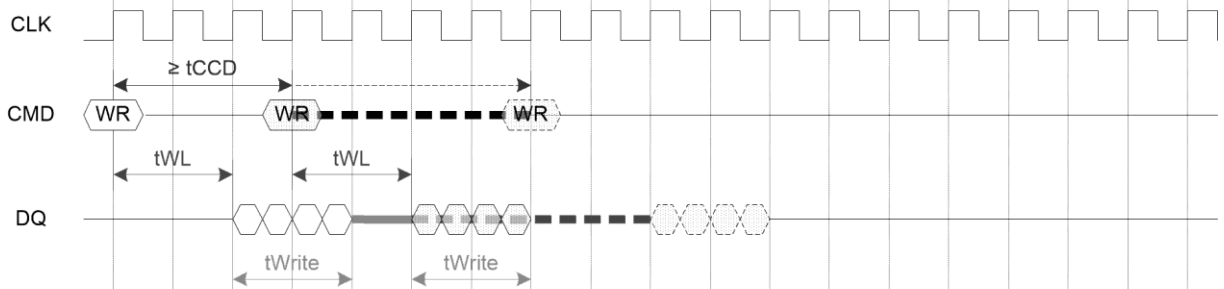 CLK
≥ tCCD
CMD WR WR WR
tWL tWL
DQ
tWrite tWrite